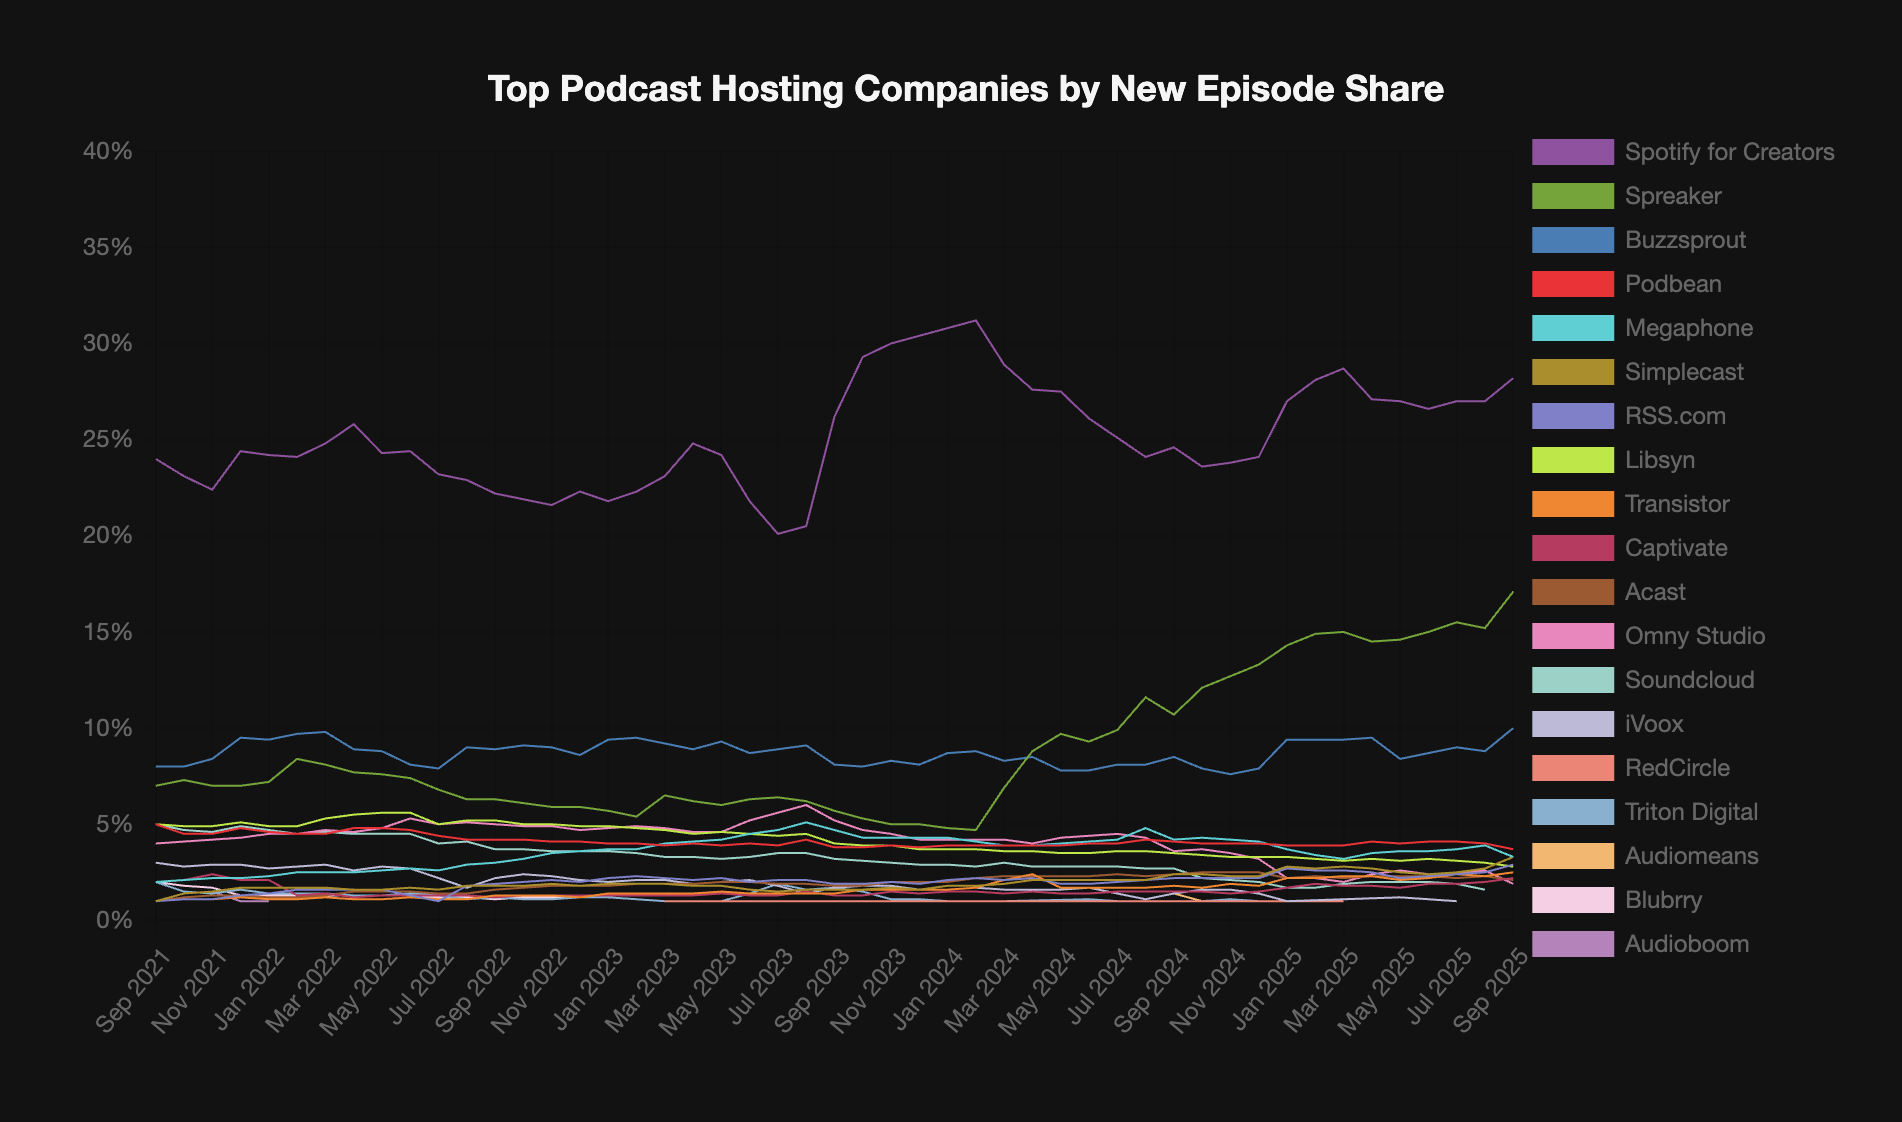 Top Podcast Hosting Companies by New Episode Share
40%
35%
30%
25%
20%
15%
10%
5%
0%
Sep 2021
Nov 2021
Jan 2022
Mar 2022
May 2022
Jul 2022
Sep 2022
Nov 2022
Jan 2023
Mar 2023
May 2023
Jul 2023
Sep 2023
Nov 2023
Jan 2024
Mar 2024
May 2024
Jul 2024
Sep 2024
Nov 2024
Jan 2025
Mar 2025
May 2025
Jul 2025
Sep 2025
Spotify for Creators
Spreaker
Buzzsprout
Podbean
Megaphone
Simplecast
RSS.com
Libsyn
Transistor
Captivate
Acast
Omny Studio
Soundcloud
iVoox
RedCircle
Triton Digital
Audiomeans
Blubrry
Audioboom